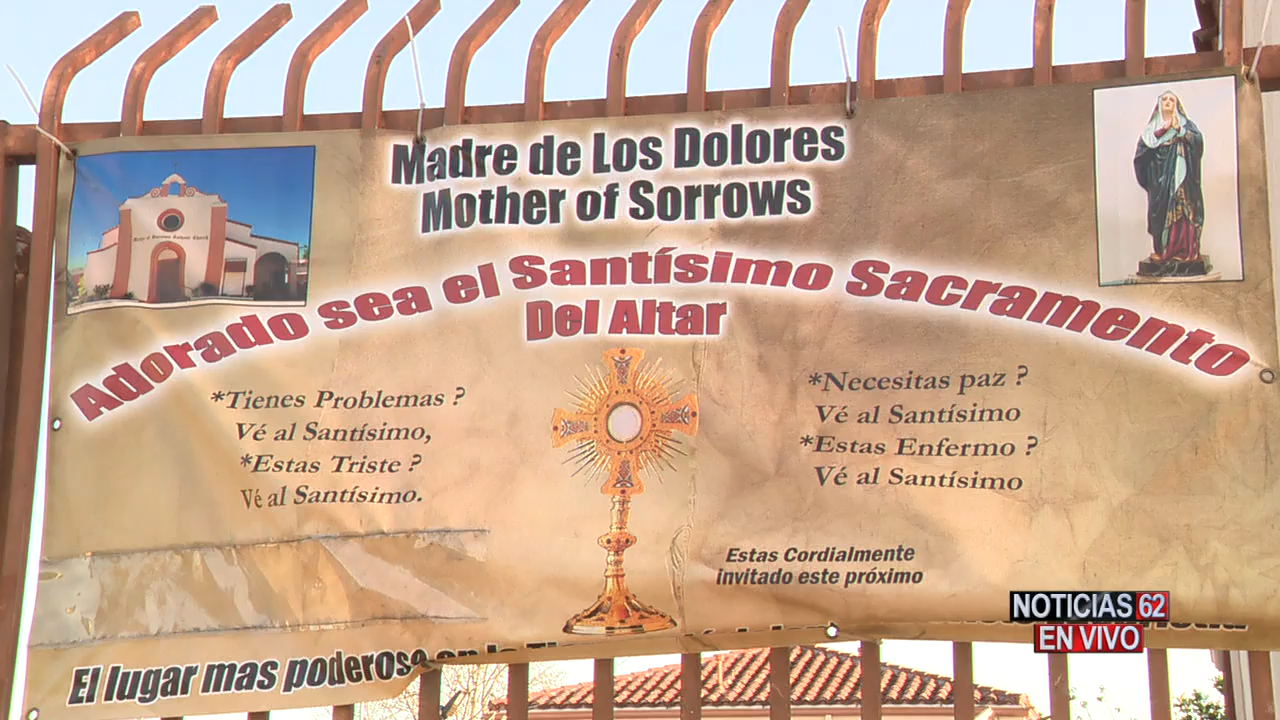 Madre de Los Dolores
Mother of Sorrows
Adorado sea el Santísimo Sacramento
Del Altar
*Tienes Problemas ?
Vé al Santísimo,
*Estas Triste ?
Vé al Santísimo.
*Necesitas paz ?
Vé al Santísimo
*Estas Enfermo ?
Vé al Santísimo
Estas Cordialmente
invitado este próximo
El lugar mas poderoso en la
NOTICIAS 62
EN VIVO